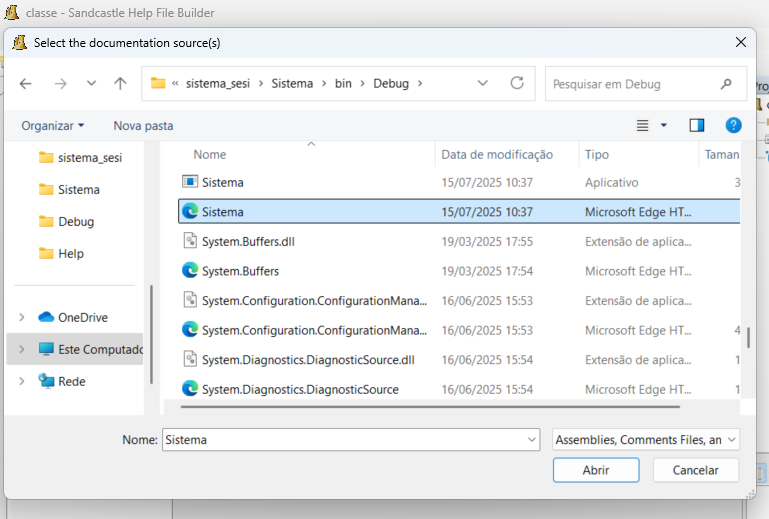 classe - Sandcastle Help File Builder
Select the documentation source(s)
« sistema_sesi > Sistema > bin > Debug >
Pesquisar em Debug
Organizar
Nova pasta
sistema_sesi
Sistema
Debug
Help
OneDrive
Este Computado
Rede
Nome Data de modificação Tipo Taman
Sistema 15/07/2025 10:37 Aplicativo 3
Sistema 15/07/2025 10:37 Microsoft Edge HT...
System.Buffers.dll 19/03/2025 17:55 Extensão de aplica...
System.Buffers 19/03/2025 17:54 Microsoft Edge HT...
System.Configuration.ConfigurationMana... 16/06/2025 15:53 Extensão de aplica...
System.Configuration.ConfigurationMana... 16/06/2025 15:53 Microsoft Edge HT... 4
System.Diagnostics.DiagnosticSource.dll 16/06/2025 15:54 Extensão de aplica... 1
System.Diagnostics.DiagnosticSource 16/06/2025 15:54 Microsoft Edge HT... 1
Nome: Sistema
Assemblies, Comments Files, an
Abrir
Cancelar